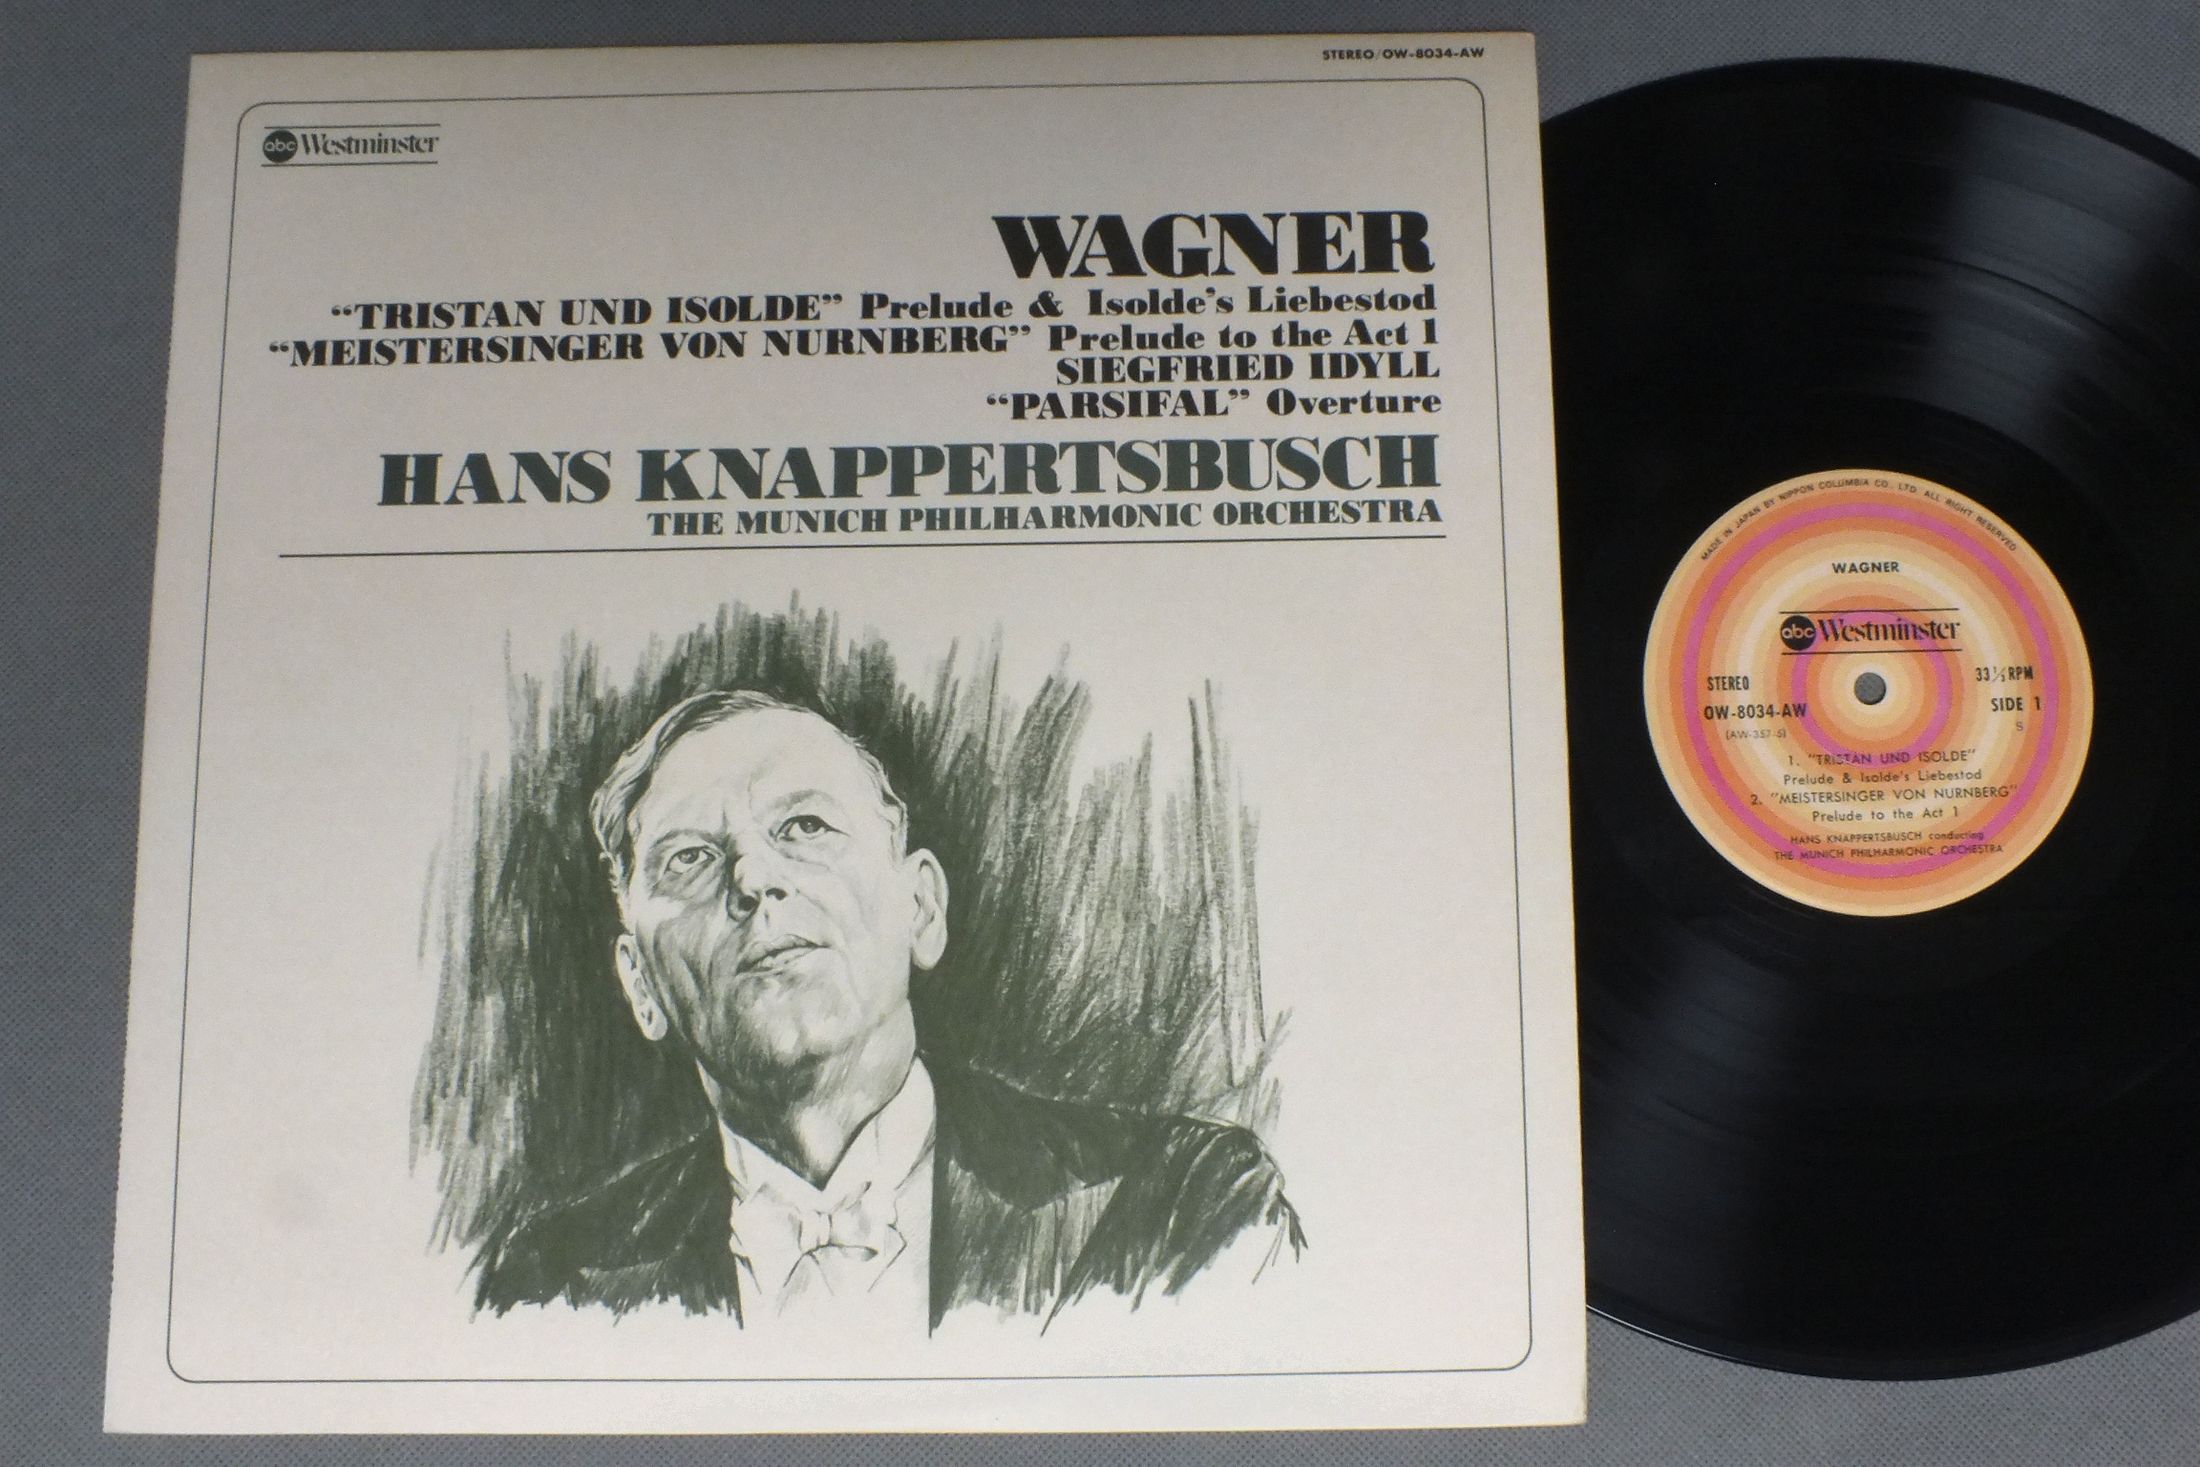 STEREO/OW-8034-AW
abc Westminster
WAGNER
“TRISTAN UND ISOLDE” Prelude & Isolde's Liebestod
“MEISTERSINGER VON NURNBERG” Prelude to the Act 1
SIEGFRIED IDYLL
“PARSIFAL” Overture
HANS KNAPPERTSBUSCH
THE MUNICH PHILHARMONIC ORCHESTRA
MADE IN JAPAN BY NIPPON COLUMBIA CO., LTD. ALL RIGHT RESERVED
WAGNER
abc Westminster
STEREO
33⅓ RPM
OW-8034-AW
SIDE 1
(AW-357-S)
S
1. "TRISTAN UND ISOLDE"
Prelude & Isolde's Liebestod
2. "MEISTERSINGER VON NURNBERG"
Prelude to the Act 1
HANS KNAPPERTSBUSCH conducting
THE MUNICH PHILHARMONIC ORCHESTRA